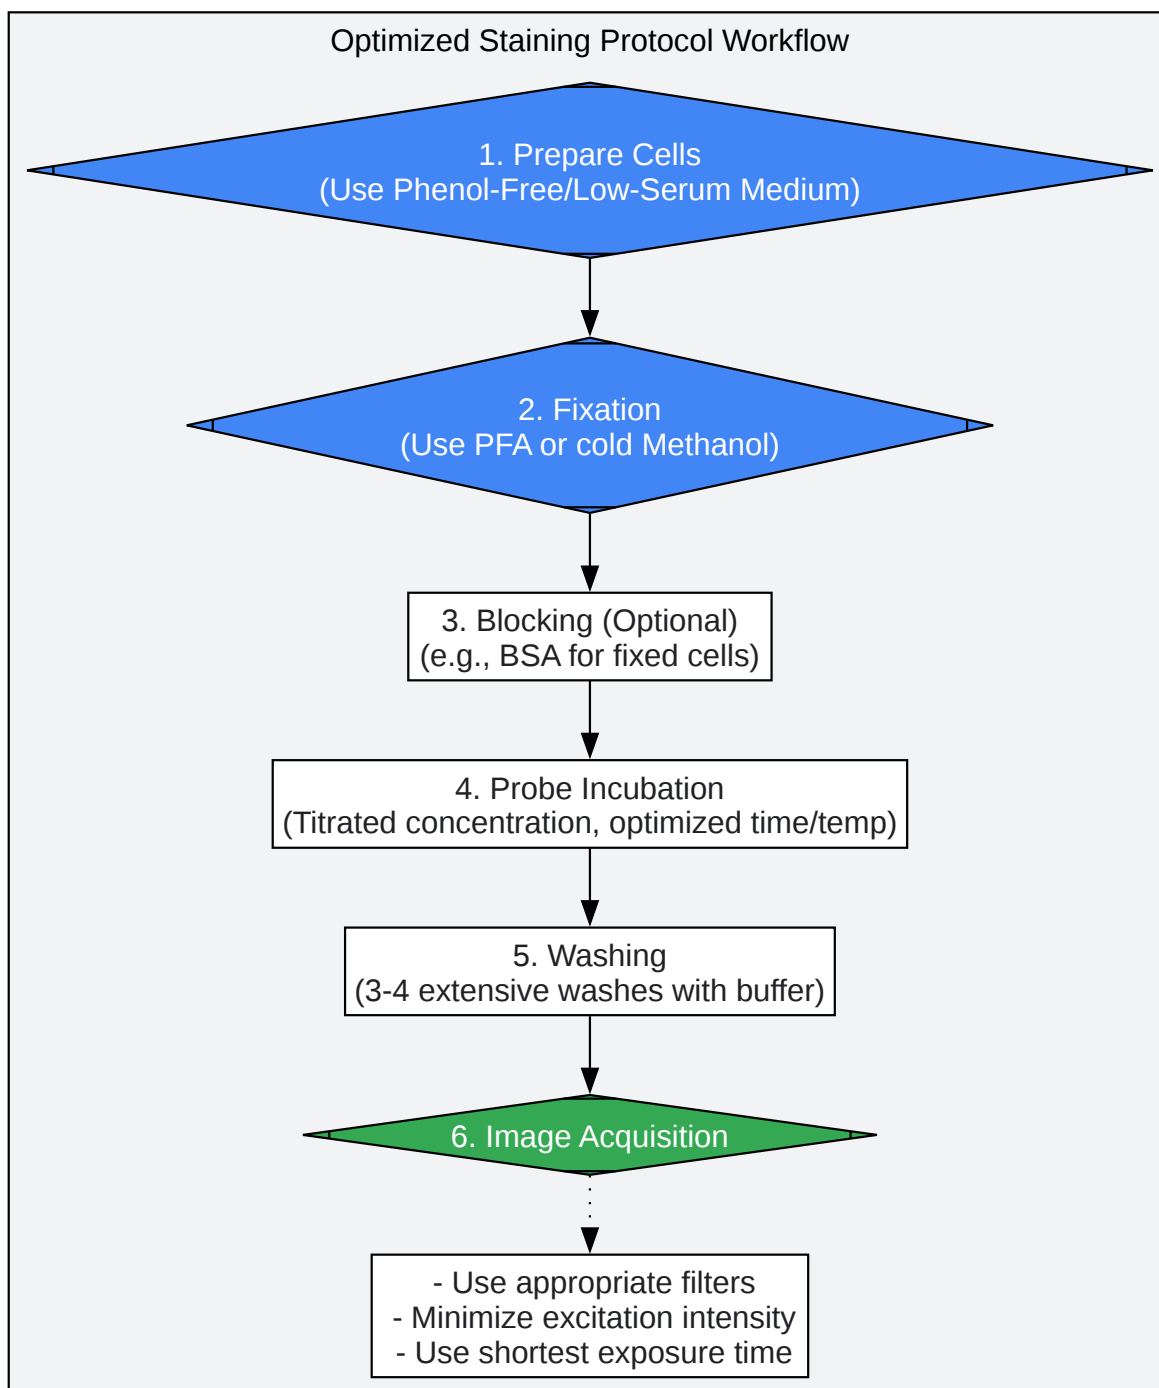 Optimized Staining Protocol Workflow
1. Prepare Cells
(Use Phenol-Free/Low-Serum Medium)
2. Fixation
(Use PFA or cold Methanol)
3. Blocking (Optional)
(e.g., BSA for fixed cells)
4. Probe Incubation
(Titrated concentration, optimized time/temp)
5. Washing
(3-4 extensive washes with buffer)
6. Image Acquisition
- Use appropriate filters
- Minimize excitation intensity
- Use shortest exposure time